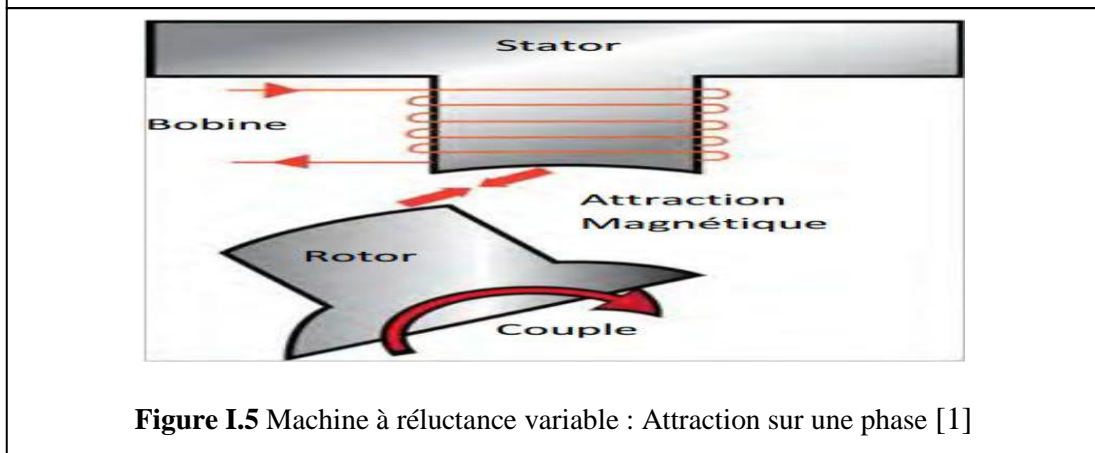 Stator
Bobine
Attraction
Magnétique
Rotor
Couple
Figure I.5 Machine à réluctance variable : Attraction sur une phase [1]